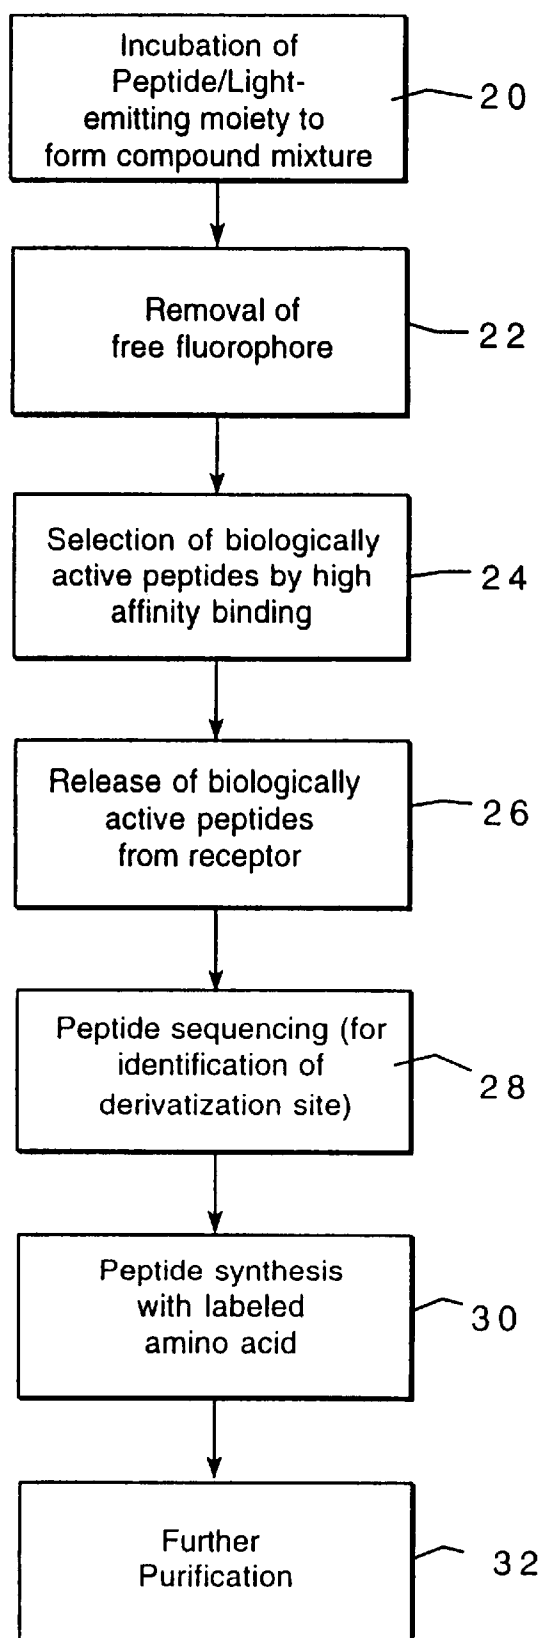 Incubation of
Peptide/Light-
emitting moiety to
form compound mixture
20
Removal of
free fluorophore
22
Selection of biologically
active peptides by high
affinity binding
24
Release of biologically
active peptides
from receptor
26
Peptide sequencing (for
identification of
derivatization site)
28
Peptide synthesis
with labeled
amino acid
30
Further
Purification
32